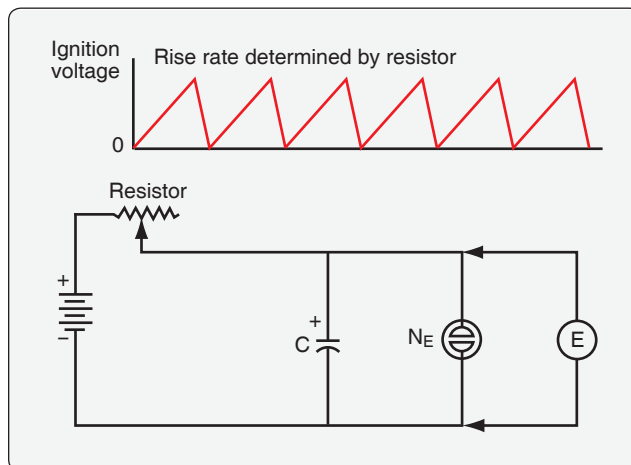 Ignition
voltage
Rise rate determined by resistor
0
Resistor
+
−
+
C
NE
E